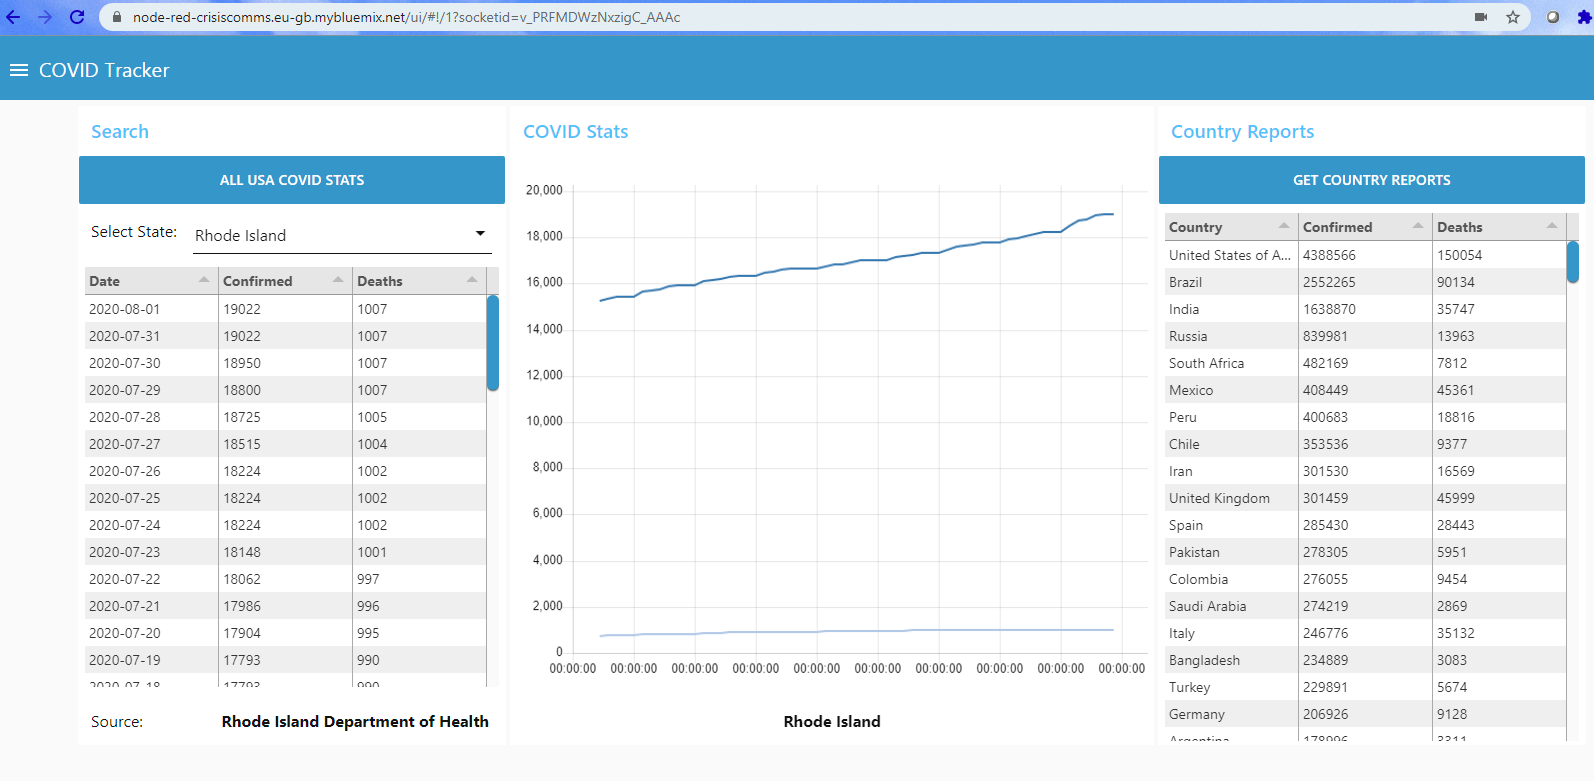 node-red-crisiscomms.eu-gb.mybluemix.net/ui/#!/1?socketid=v_PRFMDWzNxzigC_AAAc
COVID Tracker
Search
ALL USA COVID STATS
Select State: Rhode Island
Date Confirmed Deaths
2020-08-01 19022 1007
2020-07-31 19022 1007
2020-07-30 18950 1007
2020-07-29 18800 1007
2020-07-28 18725 1005
2020-07-27 18515 1004
2020-07-26 18224 1002
2020-07-25 18224 1002
2020-07-24 18224 1002
2020-07-23 18148 1001
2020-07-22 18062 997
2020-07-21 17986 996
2020-07-20 17904 995
2020-07-19 17793 990
2020-07-18 17793 990
Source: Rhode Island Department of Health
COVID Stats
20,000
18,000
16,000
14,000
12,000
10,000
8,000
6,000
4,000
2,000
0
00:00:00 00:00:00 00:00:00 00:00:00 00:00:00 00:00:00 00:00:00 00:00:00 00:00:00 00:00:00
Rhode Island
Country Reports
GET COUNTRY REPORTS
Country Confirmed Deaths
United States of A... 4388566 150054
Brazil 2552265 90134
India 1638870 35747
Russia 839981 13963
South Africa 482169 7812
Mexico 408449 45361
Peru 400683 18816
Chile 353536 9377
Iran 301530 16569
United Kingdom 301459 45999
Spain 285430 28443
Pakistan 278305 5951
Colombia 276055 9454
Saudi Arabia 274219 2869
Italy 246776 35132
Bangladesh 234889 3083
Turkey 229891 5674
Germany 206926 9128
Argentina 178996 3311